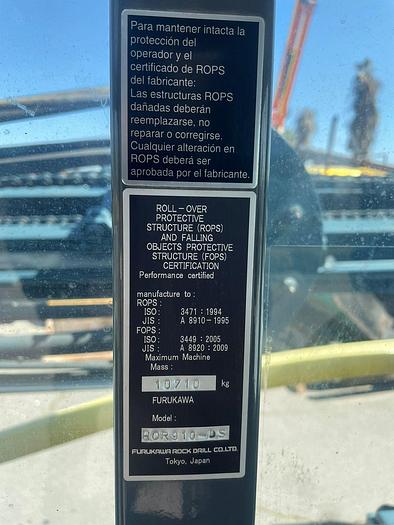 Para mantener intacta la
protección del
operador y el
certificado de ROPS
del fabricante:
Las estructuras ROPS
dañadas deberán
reemplazarse, no
reparar o corregirse.
Cualquier alteración en
ROPS deberá ser
aprobada por el fabricante.
ROLL-OVER
PROTECTIVE
STRUCTURE (ROPS)
AND FALLING
OBJECTS PROTECTIVE
STRUCTURE (FOPS)
CERTIFICATION
Performance certified
manufacture to :
ROPS :
ISO : 3471 : 1994
JIS : A 8910-1995
FOPS :
ISO : 3449 : 2005
JIS : A 8920 : 2009
Maximum Machine
Mass :
10710 kg
FURUKAWA
Model :
HCR910-DS
FURUKAWA ROCK DRILL CO.LTD.
Tokyo, Japan